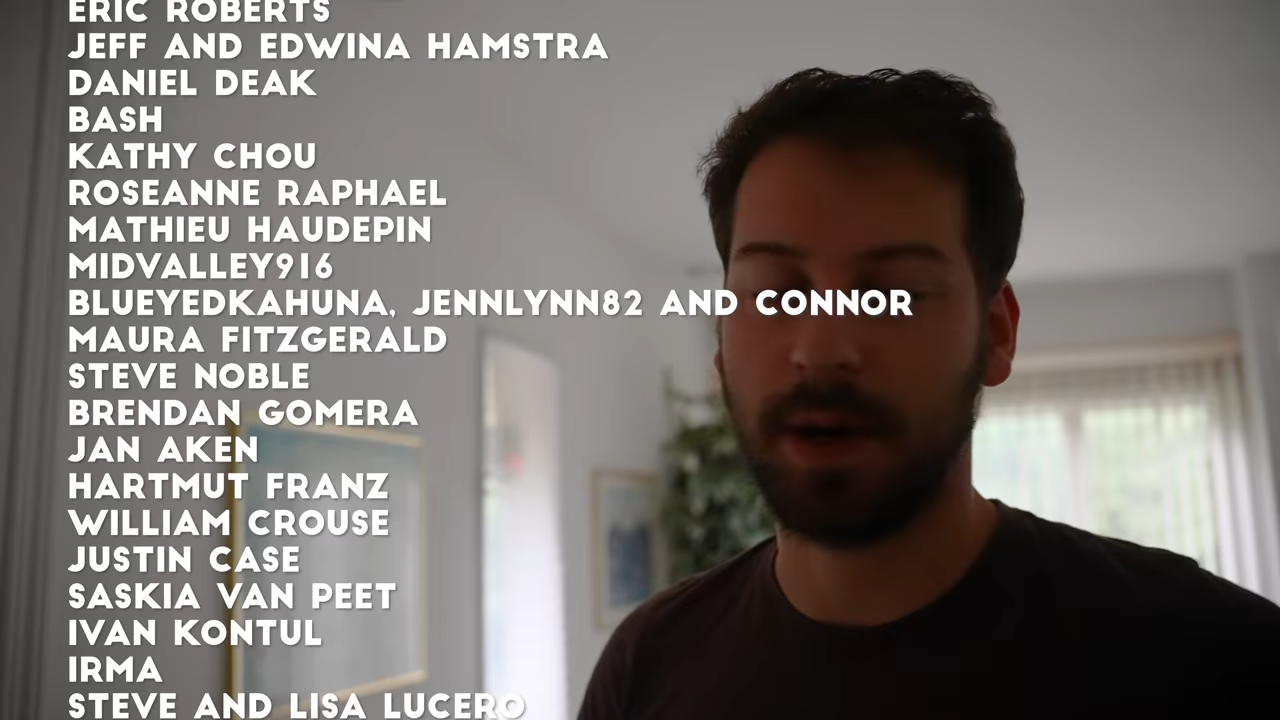 ERIC ROBERTS
JEFF AND EDWINA HAMSTRA
DANIEL DEAK
BASH
KATHY CHOU
ROSEANNE RAPHAEL
MATHIEU HAUDEPIN
MIDVALLEY916
BLUEYEDKAHUNA, JENNLYNN82 AND CONNOR
MAURA FITZGERALD
STEVE NOBLE
BRENDAN GOMERA
JAN AKEN
HARTMUT FRANZ
WILLIAM CROUSE
JUSTIN CASE
SASKIA VAN PEET
IVAN KONTUL
IRMA
STEVE AND LISA LUCERO